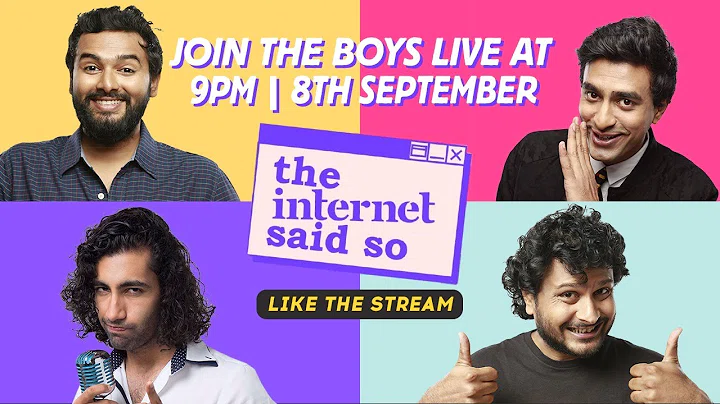 JOIN THE BOYS LIVE AT
9PM | 8TH SEPTEMBER
the
internet
said so
LIKE THE STREAM